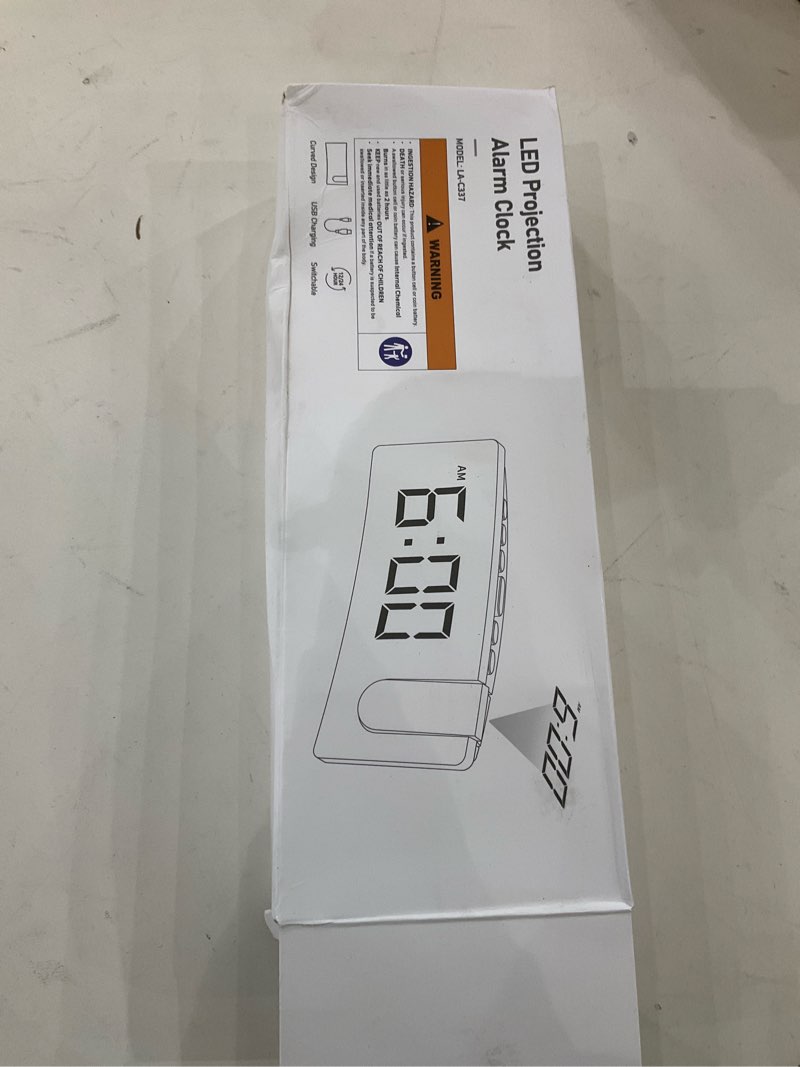 LED Projection
Alarm Clock
MODEL: LA-C337
WARNING
• INGESTION HAZARD: This product contains a button cell or coin battery.
• DEATH or serious injury can occur if ingested.
• A swallowed button cell or coin battery can cause Internal Chemical
Burns in as little as 2 hours.
• KEEP new and used batteries OUT OF REACH OF CHILDREN
• Seek immediate medical attention if a battery is suspected to be
swallowed or inserted inside any part of the body.
12/24
HOUR
Curved Design
USB Charging
Switchable
AM
6:00
AM
6:00